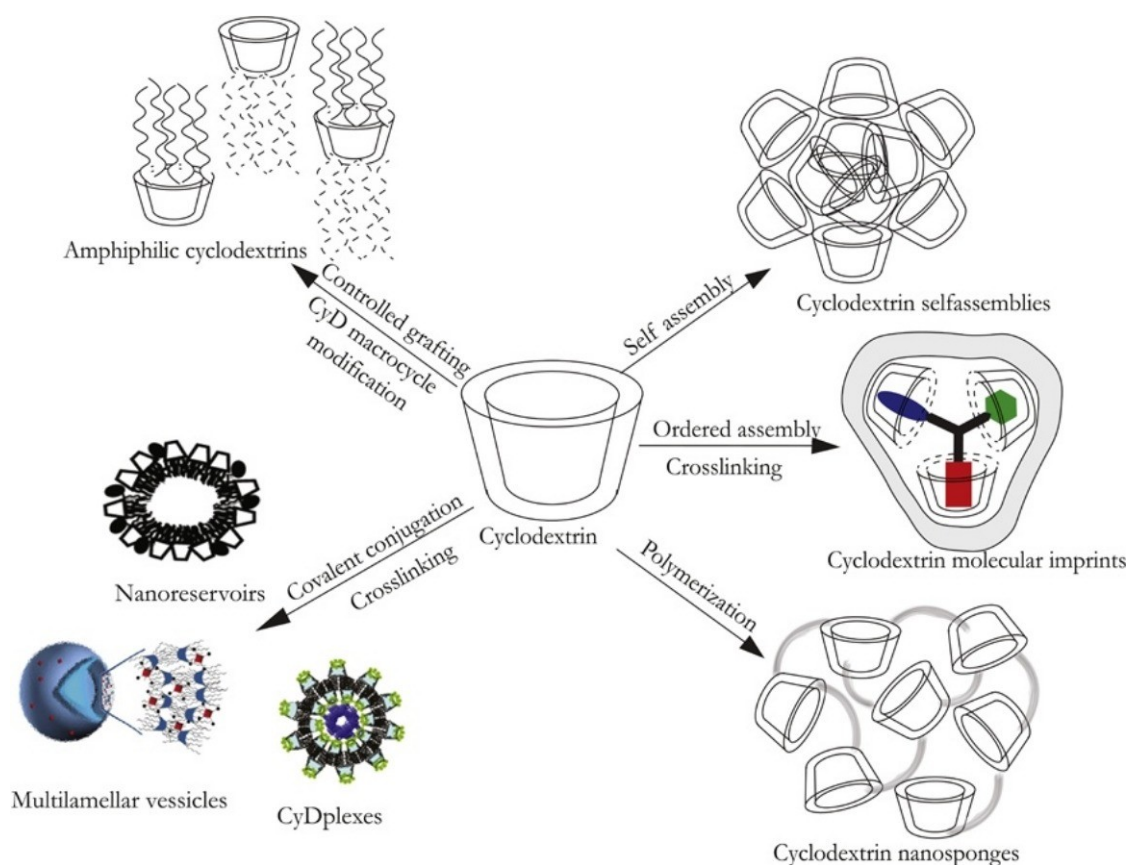 Amphiphilic cyclodextrins
Controlled grafting
CyD macrocycle
modification
Self assembly
Cyclodextrin selfassemblies
Ordered assembly
Crosslinking
Cyclodextrin molecular imprints
Cyclodextrin
Covalent conjugation
Crosslinking
Nanoreservoirs
Multilamellar vessicles
CyDplexes
Polymerization
Cyclodextrin nanosponges